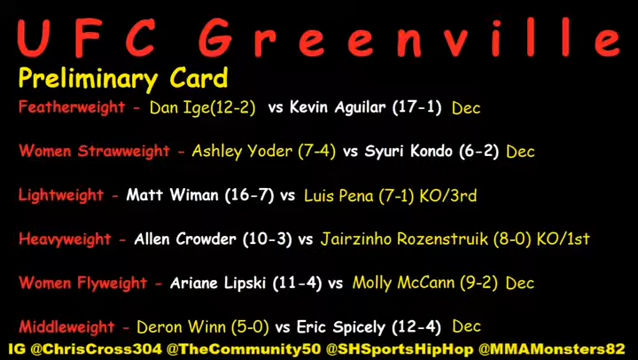 UFC Greenville
Preliminary Card
Featherweight - Dan Ige(12-2) vs Kevin Aguilar (17-1) Dec
Women Strawweight - Ashley Yoder (7-4) vs Syuri Kondo (6-2) Dec
Lightweight - Matt Wiman (16-7) vs Luis Pena (7-1) KO/3rd
Heavyweight - Allen Crowder (10-3) vs Jairzinho Rozenstruik (8-0) KO/1st
Women Flyweight - Ariane Lipski (11-4) vs Molly McCann (9-2) Dec
Middleweight - Deron Winn (5-0) vs Eric Spicely (12-4) Dec
IG @ChrisCross304 @TheCommunity50 @SHSportsHipHop @MMAMonsters82